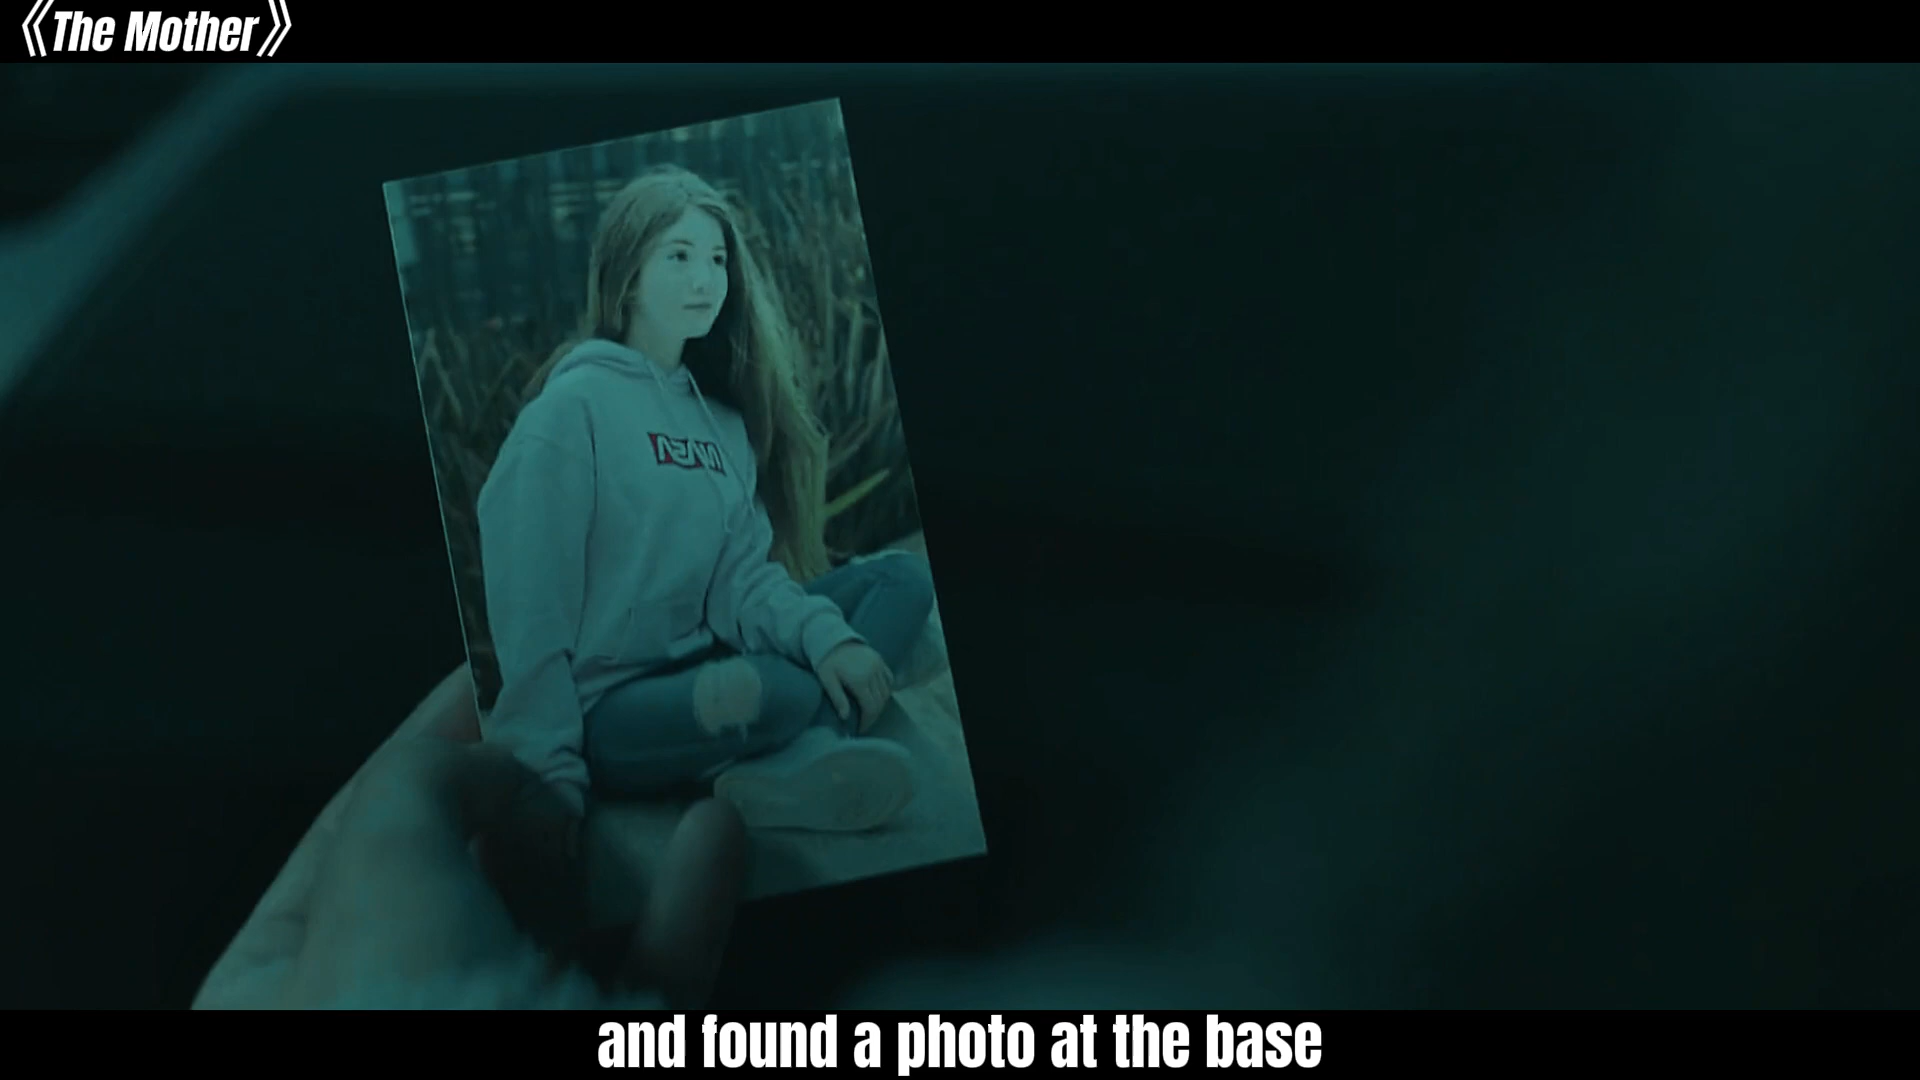 《The Mother》
and found a photo at the base